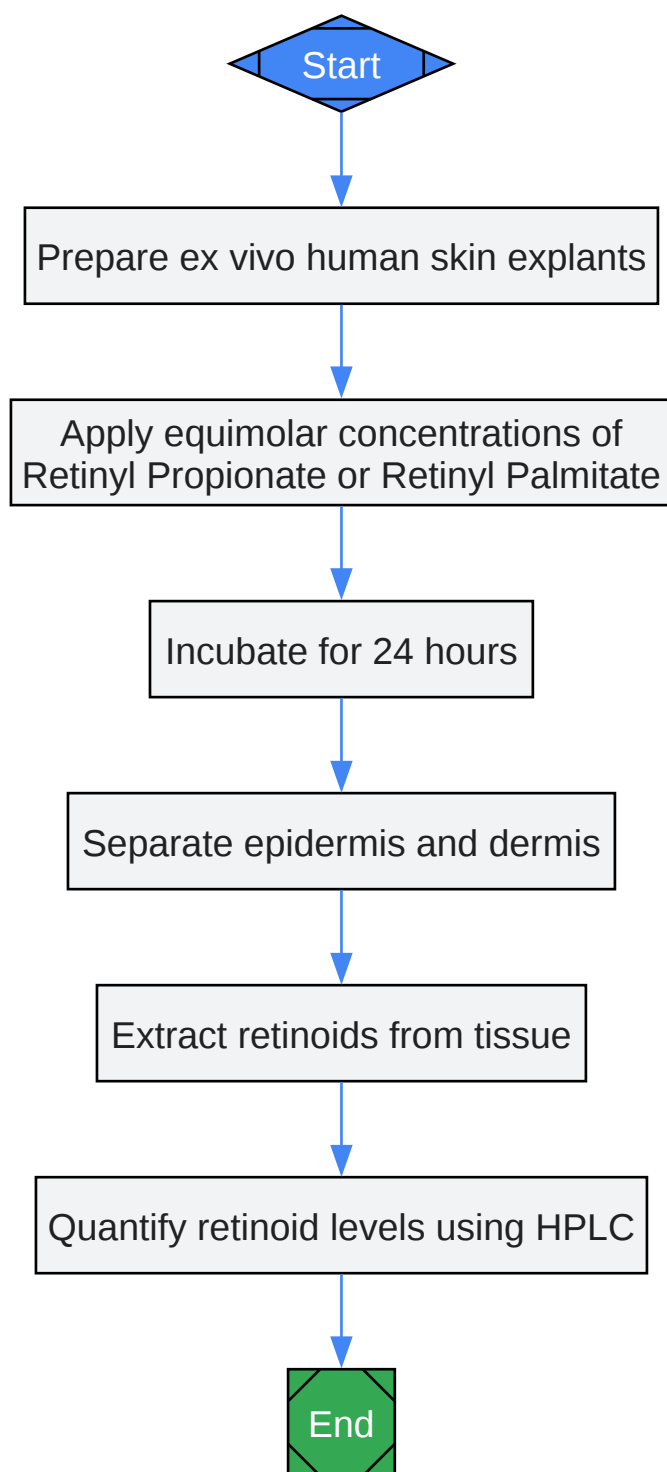 Start
Prepare ex vivo human skin explants
Apply equimolar concentrations of
Retinyl Propionate or Retinyl Palmitate
Incubate for 24 hours
Separate epidermis and dermis
Extract retinoids from tissue
Quantify retinoid levels using HPLC
End